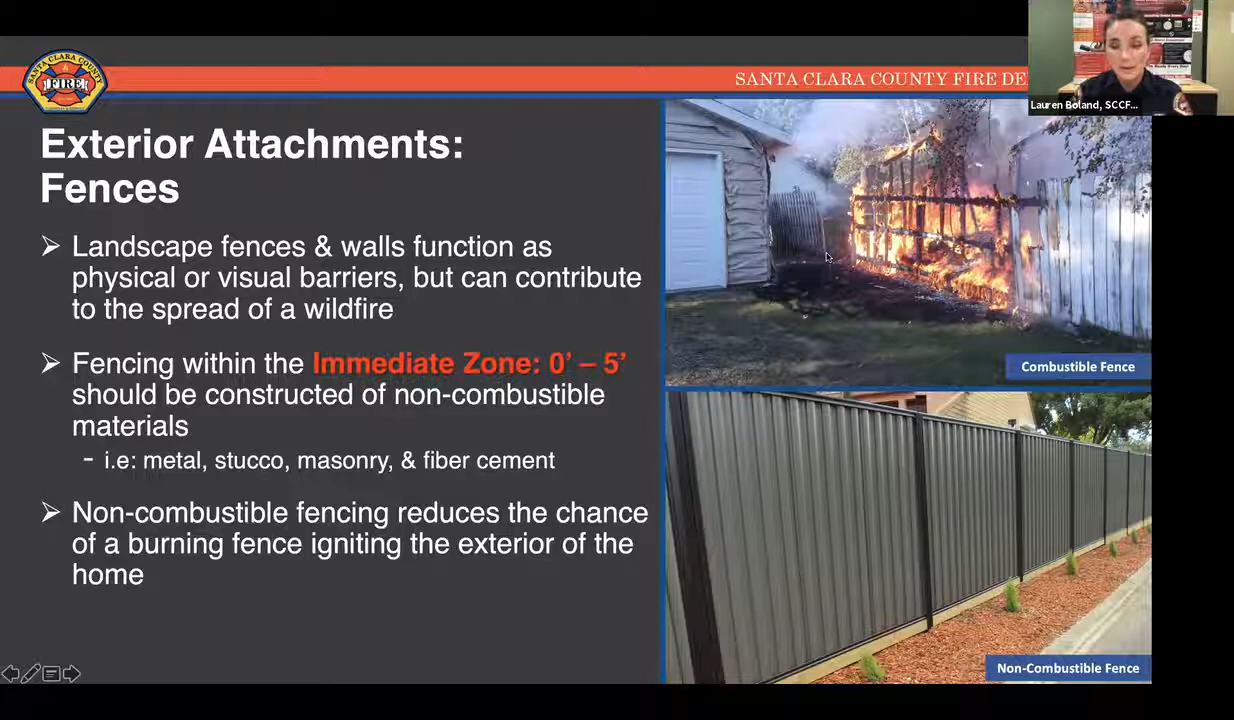 SANTA CLARA COUNTY
FIRE
SANTA CLARA COUNTY FIRE DE
Lauren Boland, SCCF...
Exterior Attachments:
Fences
Landscape fences & walls function as
physical or visual barriers, but can contribute
to the spread of a wildfire
Fencing within the Immediate Zone: 0’ – 5’
should be constructed of non-combustible
materials
- i.e: metal, stucco, masonry, & fiber cement
Non-combustible fencing reduces the chance
of a burning fence igniting the exterior of the
home
Combustible Fence
Non-Combustible Fence